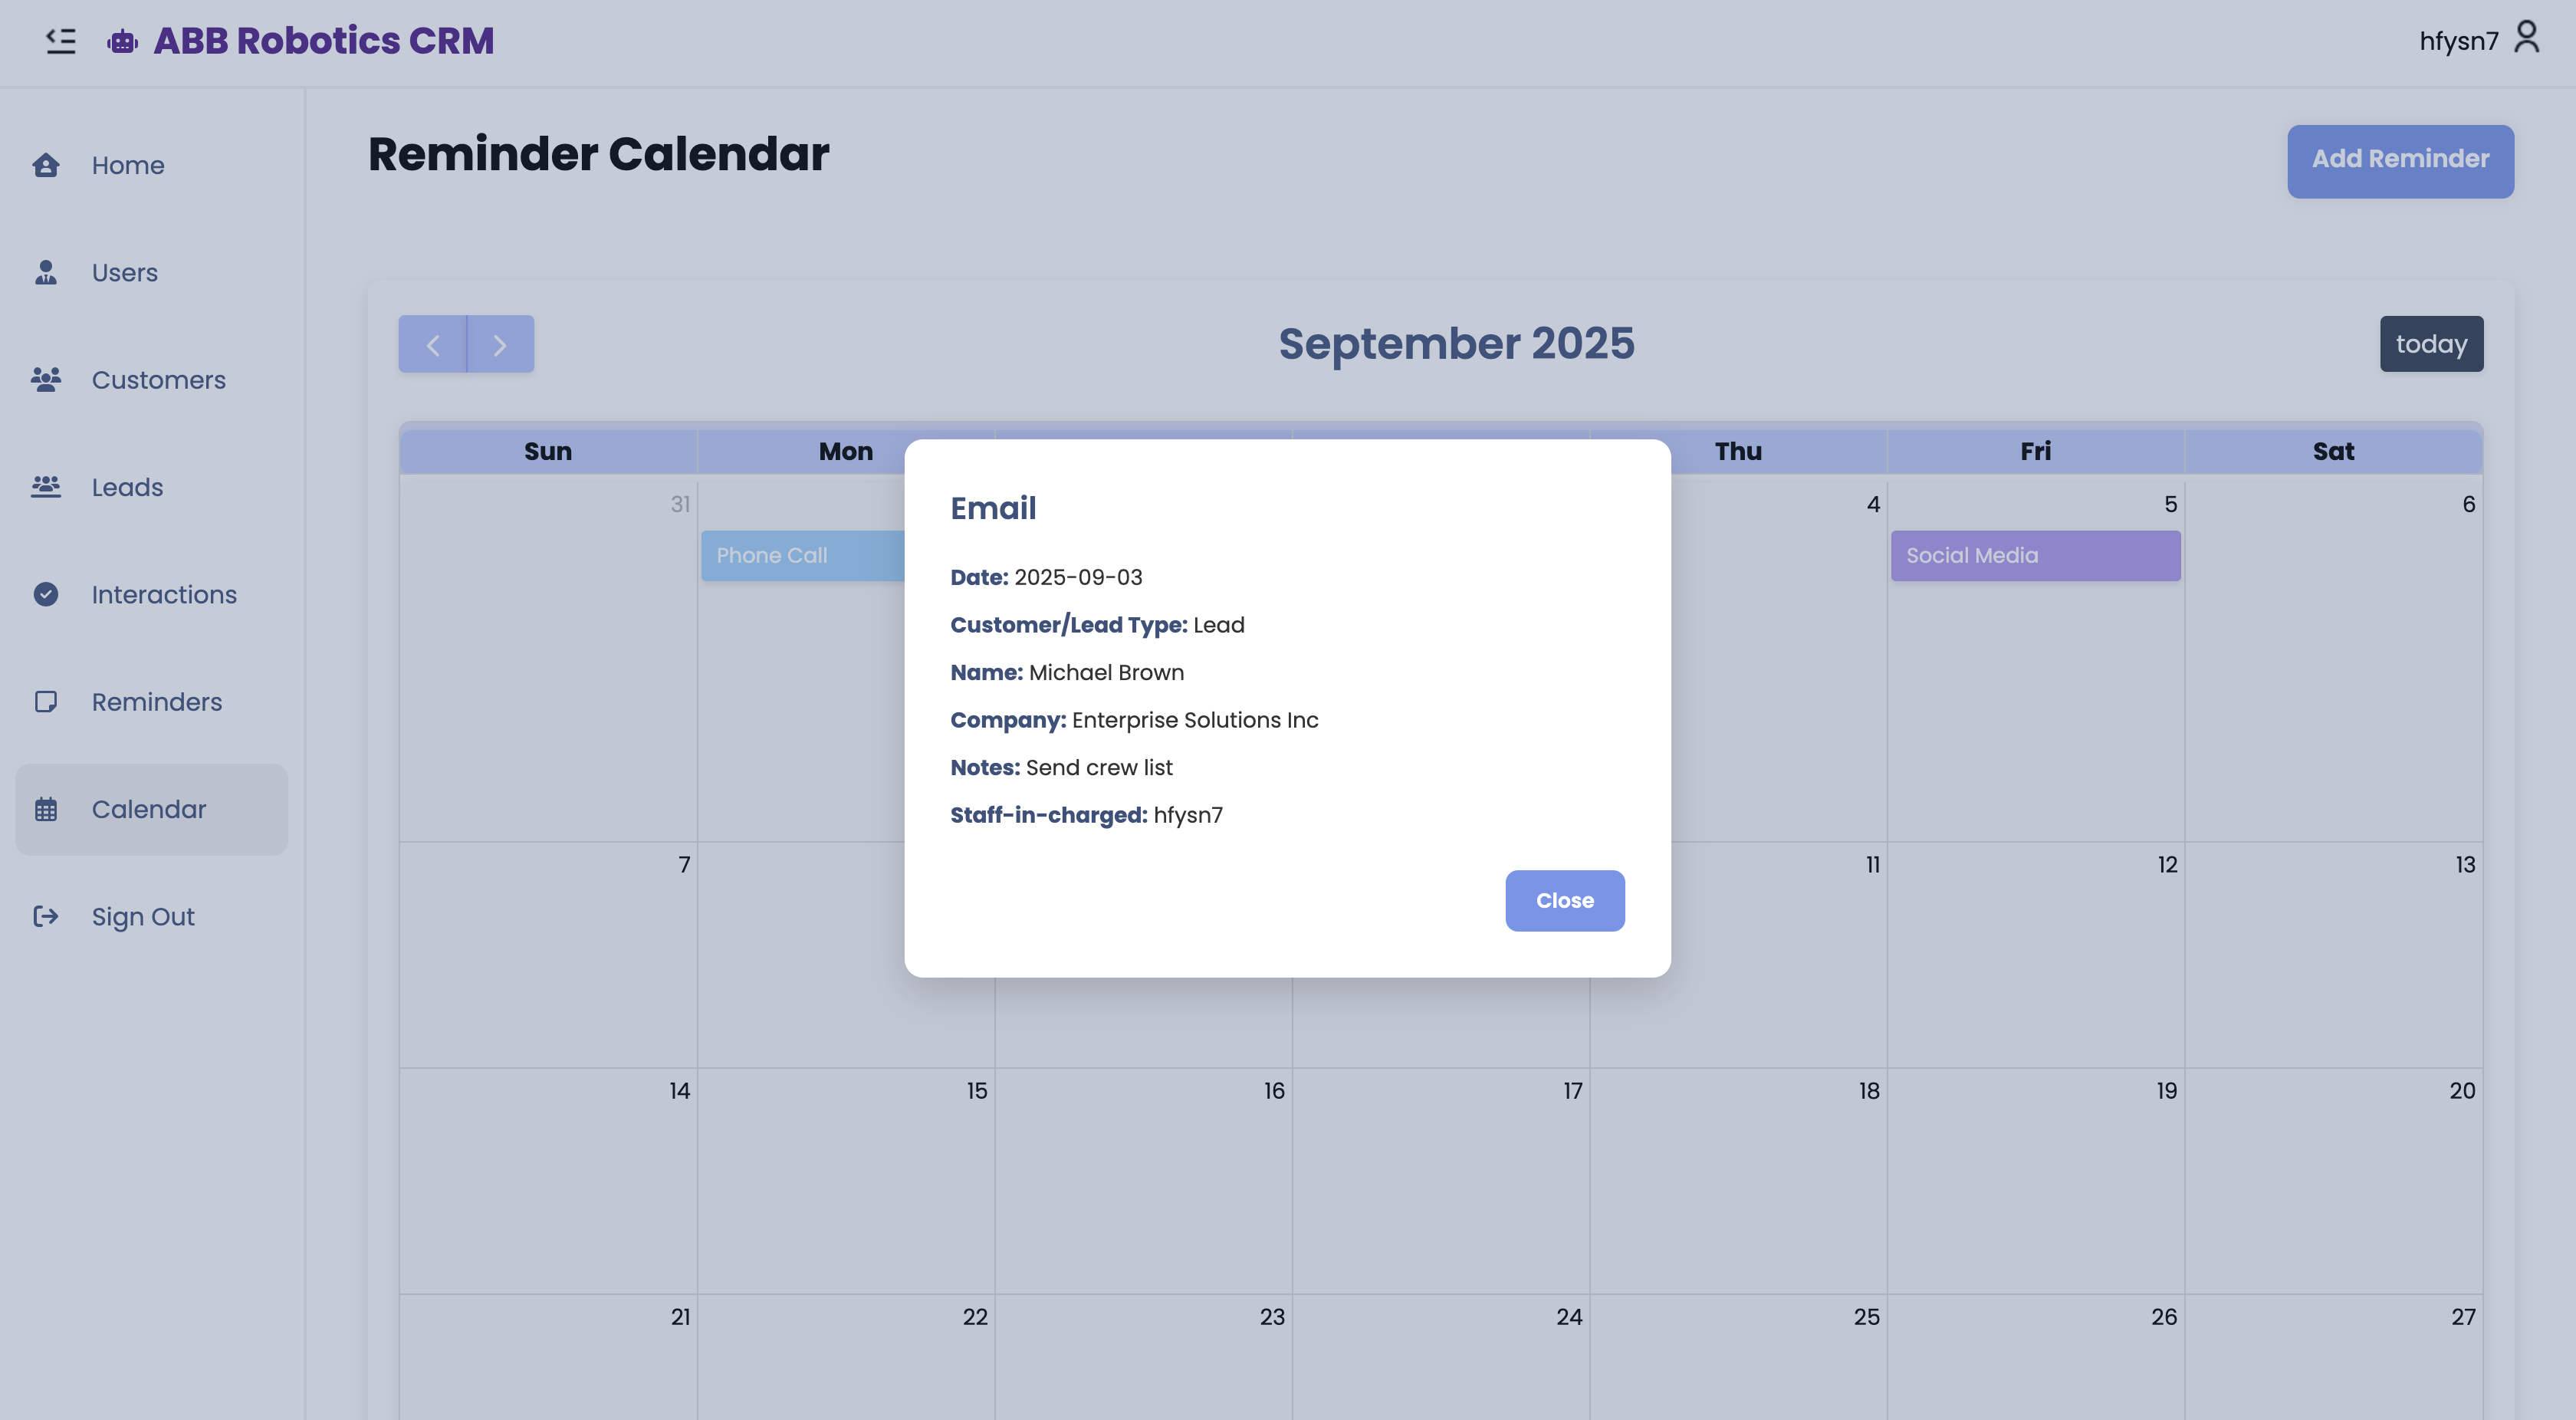 ABB Robotics CRM
hfysn7
Home
Users
Customers
Leads
Interactions
Reminders
Calendar
Sign Out
Reminder Calendar
Add Reminder
September 2025
today
Sun Mon Thu Fri Sat
31 4 5 6
Phone Call Social Media
Email
Date: 2025-09-03
Customer/Lead Type: Lead
Name: Michael Brown
Company: Enterprise Solutions Inc
Notes: Send crew list
Staff-in-charged: hfysn7
Close
7 11 12 13
14 15 16 17 18 19 20
21 22 23 24 25 26 27